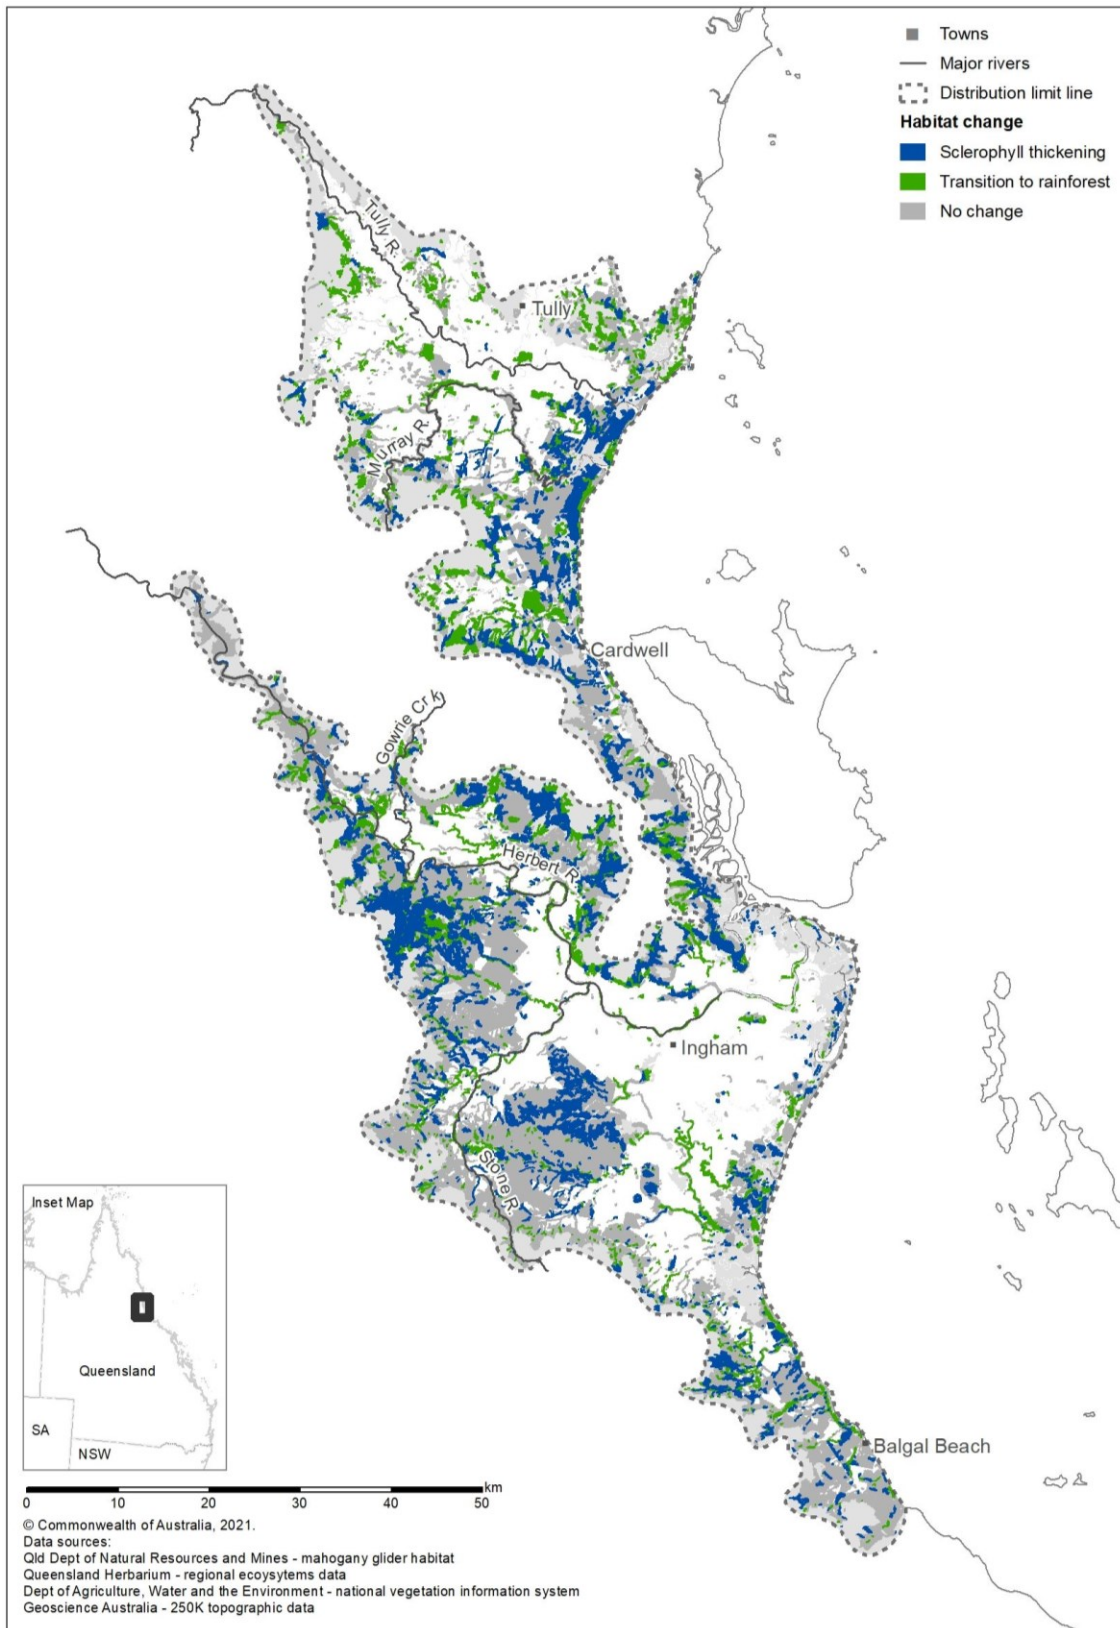 Towns
Major rivers
Distribution limit line
Habitat change
Sclerophyll thickening
Transition to rainforest
No change
Tully R.
Tully
Murray R.
Cardwell
Gowrie Crk
Herbert R.
Ingham
Stone R.
Balgal Beach
Inset Map
Queensland
SA
NSW
km
0 10 20 30 40 50
© Commonwealth of Australia, 2021.
Data sources:
Qld Dept of Natural Resources and Mines - mahogany glider habitat
Queensland Herbarium - regional ecosytems data
Dept of Agriculture, Water and the Environment - national vegetation information system
Geoscience Australia - 250K topographic data